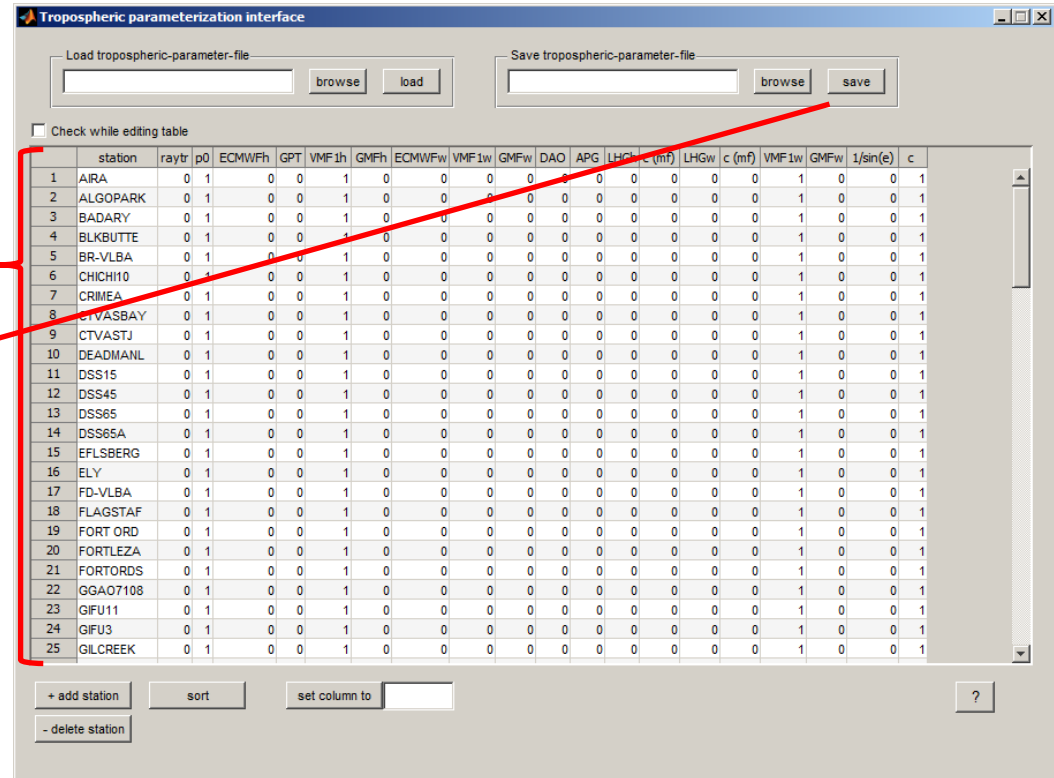 Tropospheric parameterization interface
Load tropospheric-parameter-file
Save tropospheric-parameter-file
browse load
browse save
Check while editing table
station raytr p0 ECMWFh GPT VMF1h GMFh ECMWFw VMF1w GMFw DAO APG LHGh c (mf) LHGw c (mf) VMF1w GMFw 1/sin(e) c
1 AIRA 0 1 0 0 1 0 0 0 0 0 0 0 0 0 0 1 0 0 1
2 ALGOPARK 0 1 0 0 1 0 0 0 0 0 0 0 0 0 0 1 0 0 1
3 BADARY 0 1 0 0 1 0 0 0 0 0 0 0 0 0 0 1 0 0 1
4 BLKBUTTE 0 1 0 0 1 0 0 0 0 0 0 0 0 0 0 1 0 0 1
5 BR-VLBA 0 1 0 0 1 0 0 0 0 0 0 0 0 0 0 1 0 0 1
6 CHICHI10 0 1 0 0 1 0 0 0 0 0 0 0 0 0 0 1 0 0 1
7 CRIMEA 0 1 0 0 1 0 0 0 0 0 0 0 0 0 0 1 0 0 1
8 CTVASBAY 0 1 0 0 1 0 0 0 0 0 0 0 0 0 0 1 0 0 1
9 CTVASTJ 0 1 0 0 1 0 0 0 0 0 0 0 0 0 0 1 0 0 1
10 DEADMANL 0 1 0 0 1 0 0 0 0 0 0 0 0 0 0 1 0 0 1
11 DSS15 0 1 0 0 1 0 0 0 0 0 0 0 0 0 0 1 0 0 1
12 DSS45 0 1 0 0 1 0 0 0 0 0 0 0 0 0 0 1 0 0 1
13 DSS65 0 1 0 0 1 0 0 0 0 0 0 0 0 0 0 1 0 0 1
14 DSS65A 0 1 0 0 1 0 0 0 0 0 0 0 0 0 0 1 0 0 1
15 EFLSBERG 0 1 0 0 1 0 0 0 0 0 0 0 0 0 0 1 0 0 1
16 ELY 0 1 0 0 1 0 0 0 0 0 0 0 0 0 0 1 0 0 1
17 FD-VLBA 0 1 0 0 1 0 0 0 0 0 0 0 0 0 0 1 0 0 1
18 FLAGSTAF 0 1 0 0 1 0 0 0 0 0 0 0 0 0 0 1 0 0 1
19 FORT ORD 0 1 0 0 1 0 0 0 0 0 0 0 0 0 0 1 0 0 1
20 FORTLEZA 0 1 0 0 1 0 0 0 0 0 0 0 0 0 0 1 0 0 1
21 FORTORDS 0 1 0 0 1 0 0 0 0 0 0 0 0 0 0 1 0 0 1
22 GGAO7108 0 1 0 0 1 0 0 0 0 0 0 0 0 0 0 1 0 0 1
23 GIFU11 0 1 0 0 1 0 0 0 0 0 0 0 0 0 0 1 0 0 1
24 GIFU3 0 1 0 0 1 0 0 0 0 0 0 0 0 0 0 1 0 0 1
25 GILCREEK 0 1 0 0 1 0 0 0 0 0 0 0 0 0 0 1 0 0 1
+ add station sort set column to ?
- delete station